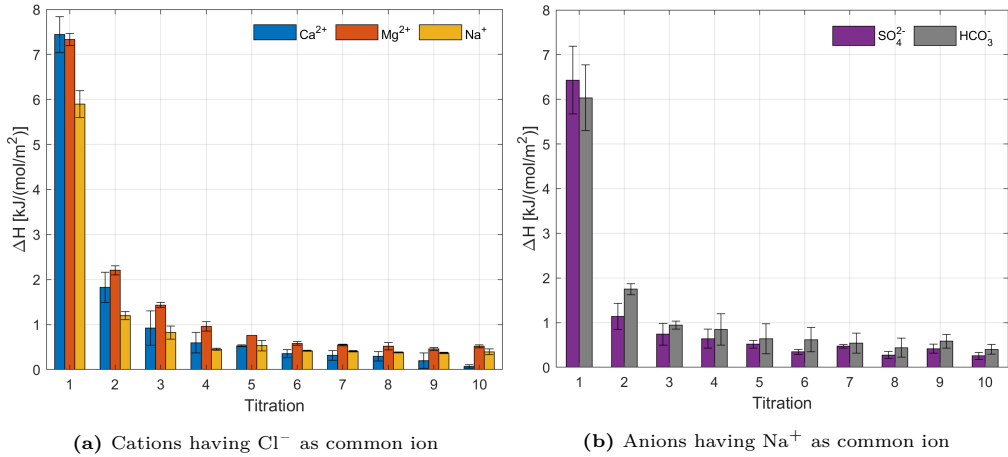 Ca²⁺ Mg²⁺ Na⁺
ΔH [kJ/(mol/m²)]
8
7
6
5
4
3
2
1
0
1 2 3 4 5 6 7 8 9 10
Titration
(a) Cations having Cl⁻ as common ion
SO₄²⁻ HCO₃⁻
ΔH [kJ/(mol/m²)]
8
7
6
5
4
3
2
1
0
1 2 3 4 5 6 7 8 9 10
Titration
(b) Anions having Na⁺ as common ion